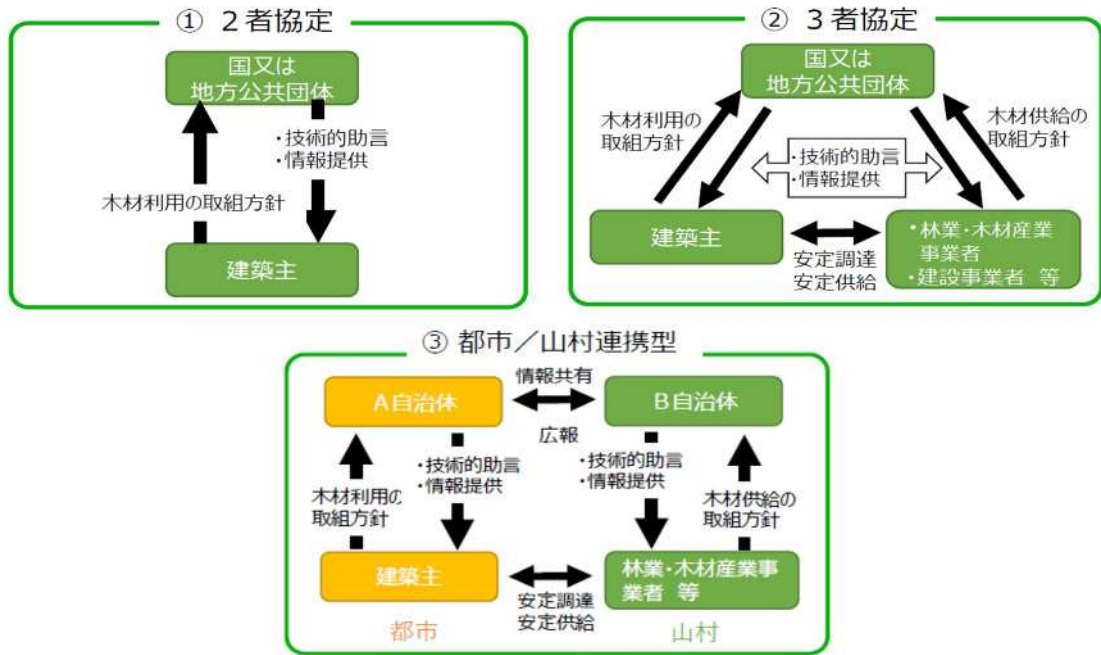 ① 2者協定
国又は
地方公共団体
・技術的助言
・情報提供
木材利用の取組方針
建築主
② 3者協定
国又は
地方公共団体
木材利用の
取組方針
木材供給の
取組方針
・技術的助言
・情報提供
建築主
・林業・木材産業
事業者
・建設事業者 等
安定調達
安定供給
③ 都市／山村連携型
情報共有
A自治体
B自治体
広報
・技術的助言
・情報提供
・技術的助言
・情報提供
木材利用の
取組方針
木材供給の
取組方針
建築主
林業・木材産業事
業者 等
安定調達
安定供給
都市
山村